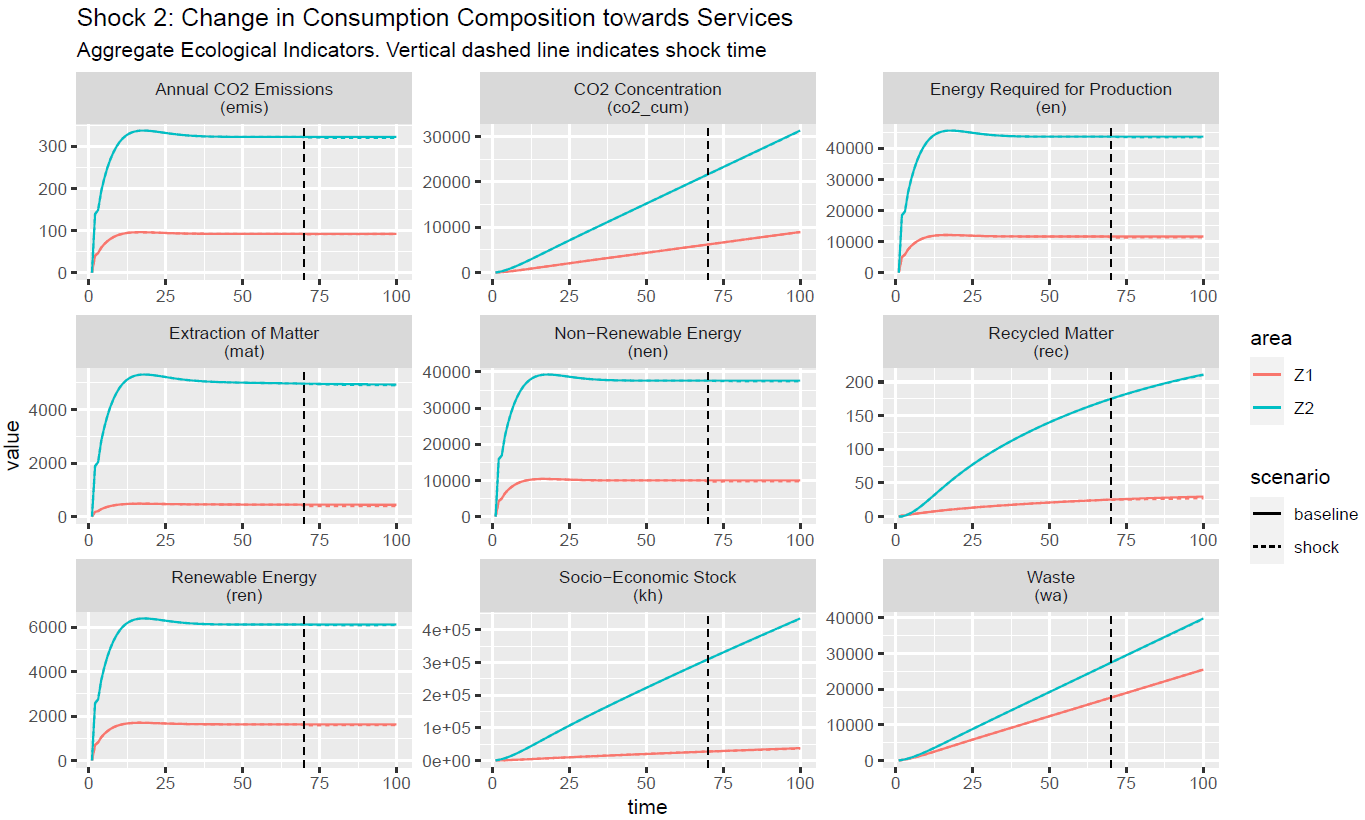 Shock 2: Change in Consumption Composition towards Services
Aggregate Ecological Indicators. Vertical dashed line indicates shock time
Annual CO2 Emissions
(emis)
CO2 Concentration
(co2_cum)
Energy Required for Production
(en)
300
200
100
0
0 25 50 75 100
30000
20000
10000
0
0 25 50 75 100
40000
30000
20000
10000
0
0 25 50 75 100
Extraction of Matter
(mat)
Non−Renewable Energy
(nen)
Recycled Matter
(rec)
4000
2000
0
0 25 50 75 100
40000
30000
20000
10000
0
0 25 50 75 100
200
150
100
50
0
0 25 50 75 100
Renewable Energy
(ren)
Socio−Economic Stock
(kh)
Waste
(wa)
6000
4000
2000
0
0 25 50 75 100
4e+05
3e+05
2e+05
1e+05
0e+00
0 25 50 75 100
40000
30000
20000
10000
0
0 25 50 75 100
value
time
area
Z1
Z2
scenario
baseline
shock